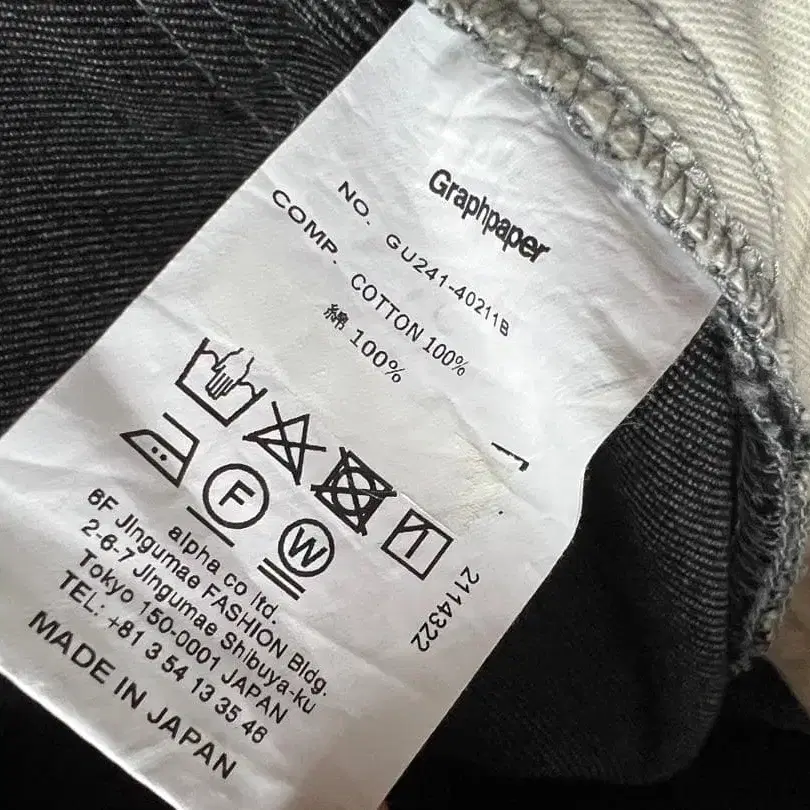 Graphpaper
NO. GU241-40211B
COMP. COTTON 100%
綿 100%
F
W
2114322
alpha co ltd.
6F JIngumae FASHION Bldg.
2-6-7 JIngumae Shibuya-ku
Tokyo 150-0001 JAPAN
TEL: +81 3 54 13 35 46
MADE IN JAPAN